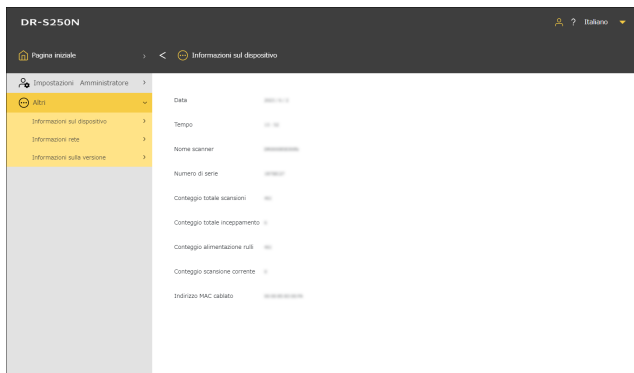 DR-S250N
? Italiano
Pagina iniziale
Informazioni sul dispositivo
Impostazioni Amministratore
Altri
Informazioni sul dispositivo
Informazioni rete
Informazioni sulla versione
Data
Tempo
Nome scanner
Numero di serie
Conteggio totale scansioni
Conteggio totale inceppamento
Conteggio alimentazione rulli
Conteggio scansione corrente
Indirizzo MAC cablato